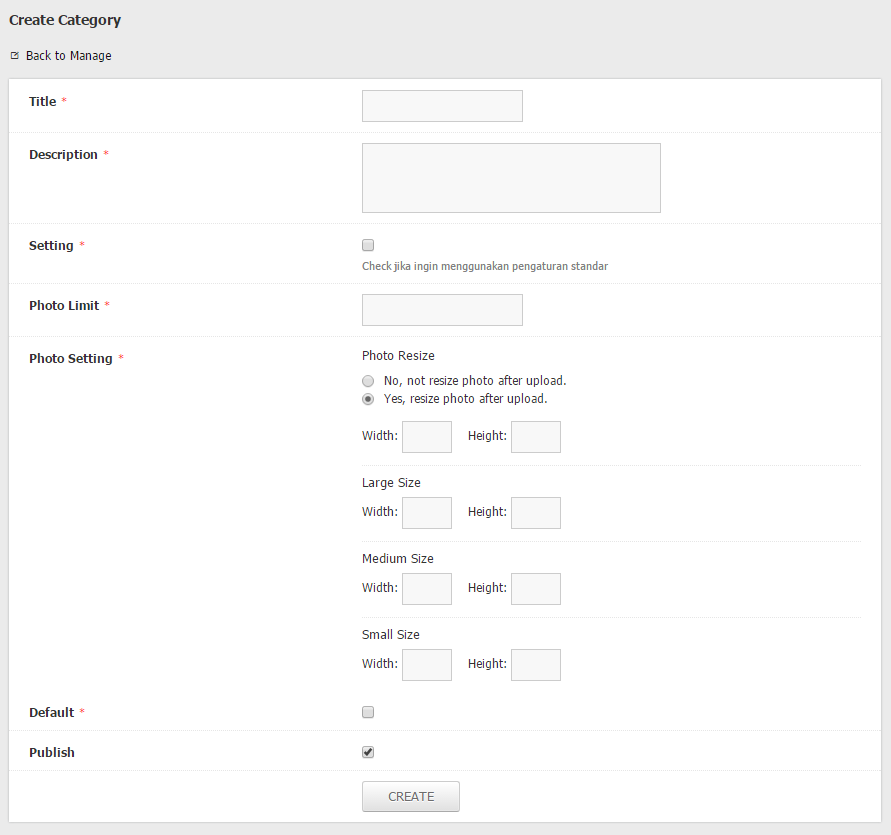 Create Category
Back to Manage
Title *
Description *
Setting *
Check jika ingin menggunakan pengaturan standar
Photo Limit *
Photo Setting *
Photo Resize
No, not resize photo after upload.
Yes, resize photo after upload.
Width: Height:
Large Size
Width: Height:
Medium Size
Width: Height:
Small Size
Width: Height:
Default *
Publish
CREATE